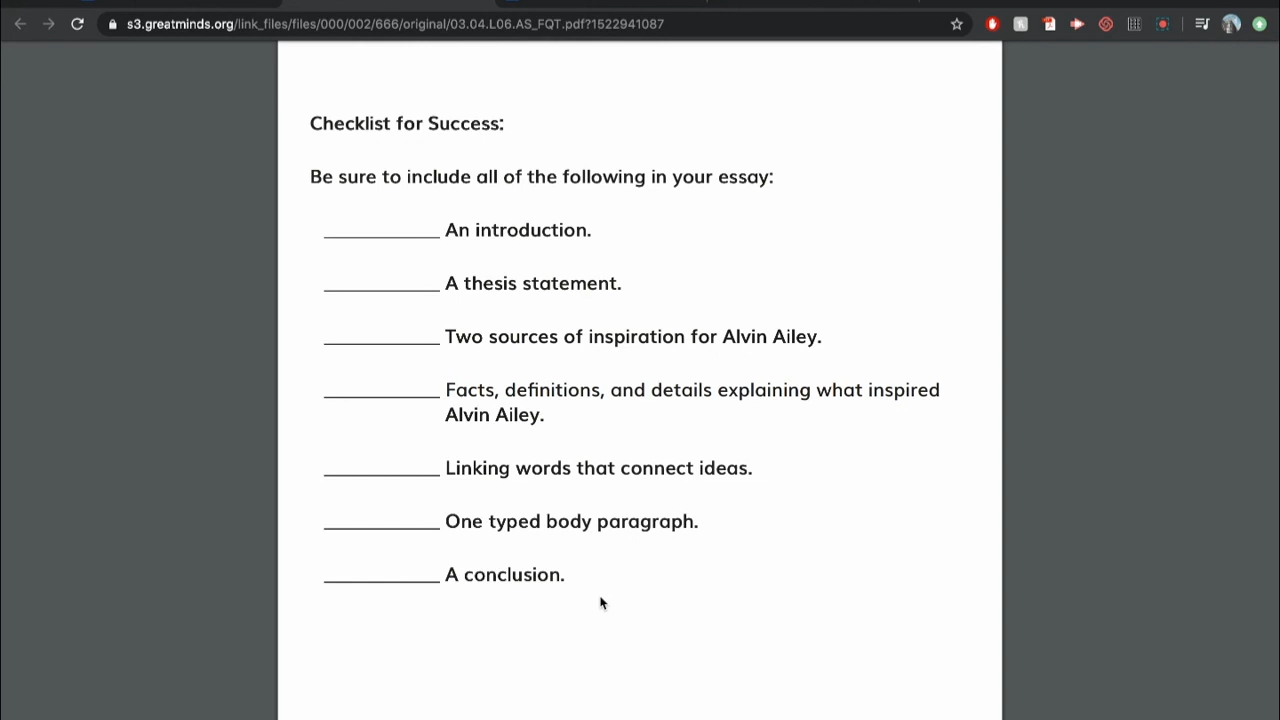 s3.greatminds.org/link_files/files/000/002/666/original/03.04.L06.AS_FQT.pdf?1522941087
Checklist for Success:
Be sure to include all of the following in your essay:
____________ An introduction.
____________ A thesis statement.
____________ Two sources of inspiration for Alvin Ailey.
____________ Facts, definitions, and details explaining what inspired
Alvin Ailey.
____________ Linking words that connect ideas.
____________ One typed body paragraph.
____________ A conclusion.